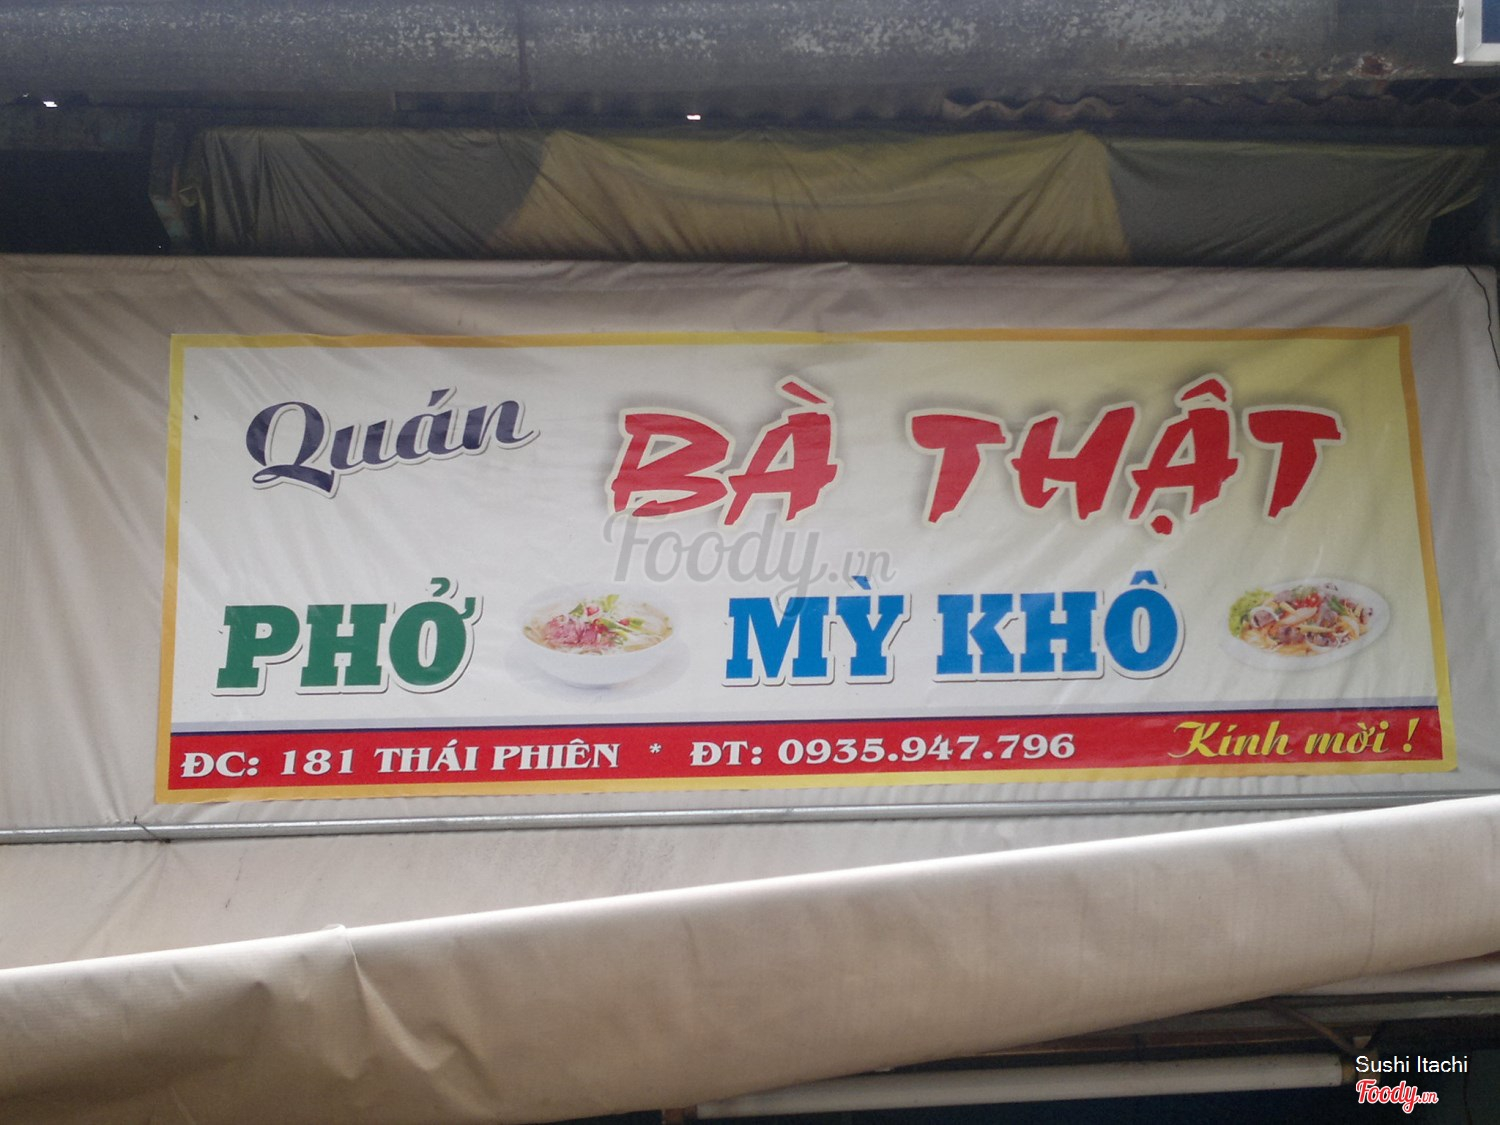 Quán BÀ THẬT
Foody.vn
PHỞ MỲ KHÔ
ĐC: 181 THÁI PHIÊN * ĐT: 0935.947.796 Kính mời !
Sushi Itachi
Foody.vn